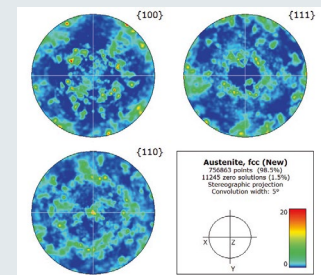 {100}
{111}
{110}
Austenite, fcc (New)
756863 points (98.5%)
11245 zero solutions (1.5%)
Stereographic projection
Convolution width: 5°
20
X
Z
Y
0